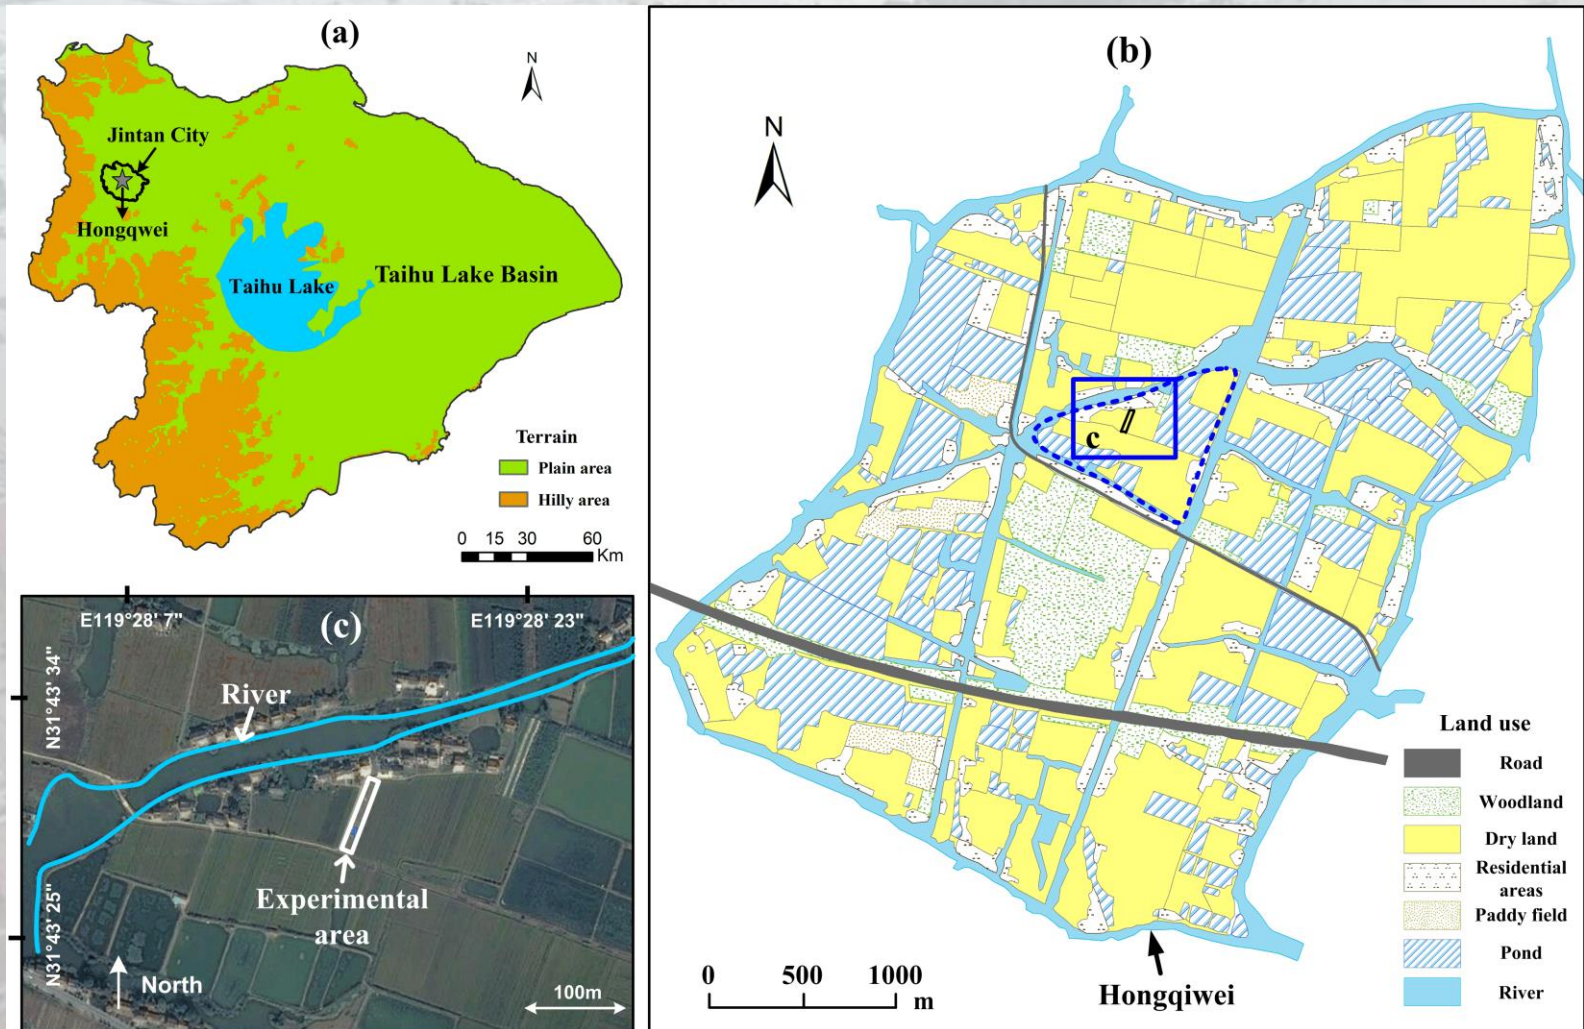 (a)
N
Jintan City
Hongqwei
Taihu Lake
Taihu Lake Basin
Terrain
Plain area
Hilly area
0 15 30 60
Km
(b)
N
c
Land use
Road
Woodland
Dry land
Residential
areas
Paddy field
Pond
River
0 500 1000
m
Hongqiwei
(c)
E119°28' 7"
E119°28' 23"
N31°43' 34"
N31°43' 25"
River
Experimental
area
North
100m